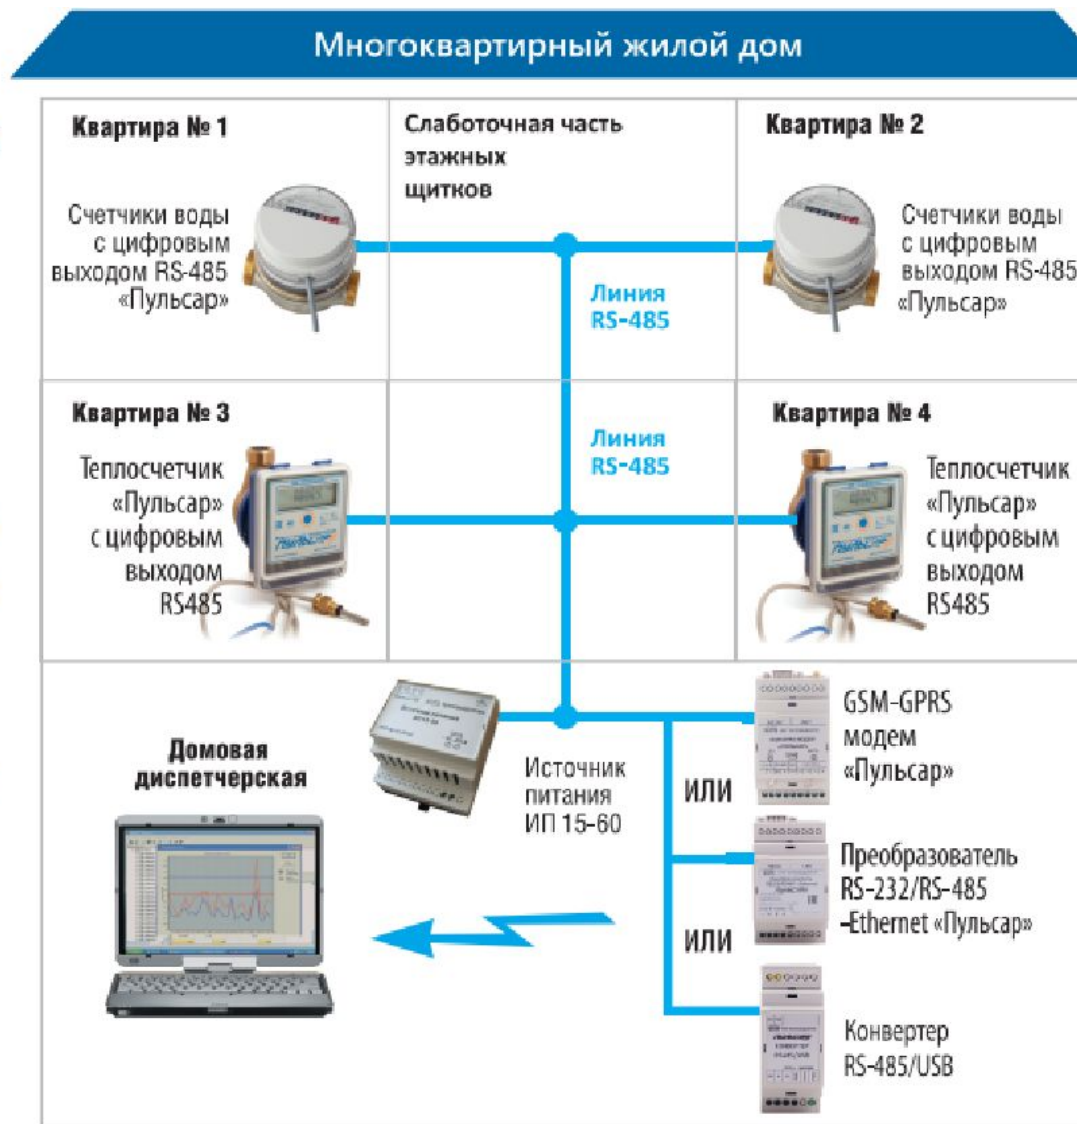 Многоквартирный жилой дом
Квартира № 1
Счетчики воды
с цифровым
выходом RS-485
«Пульсар»
Слаботочная часть
этажных
щитков
Квартира № 2
Счетчики воды
с цифровым
выходом RS-485
«Пульсар»
Линия
RS-485
Квартира № 3
Теплосчетчик
«Пульсар»
с цифровым
выходом
RS485
Линия
RS-485
Квартира № 4
Теплосчетчик
«Пульсар»
с цифровым
выходом
RS485
Домовая
диспетчерская
Источник
питания
ИП 15-60
GSM-GPRS
модем
«Пульсар»
ИЛИ
Преобразователь
RS-232/RS-485
-Ethernet «Пульсар»
ИЛИ
Конвертер
RS-485/USB